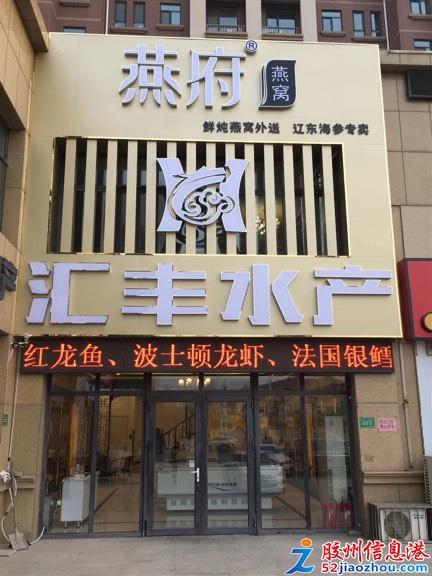 燕府®
燕窝
鲜炖燕窝外送 辽东海参专卖
汇丰水产
红龙鱼、波士顿龙虾、法国银鳕
胶州信息港
52jiaozhou.com